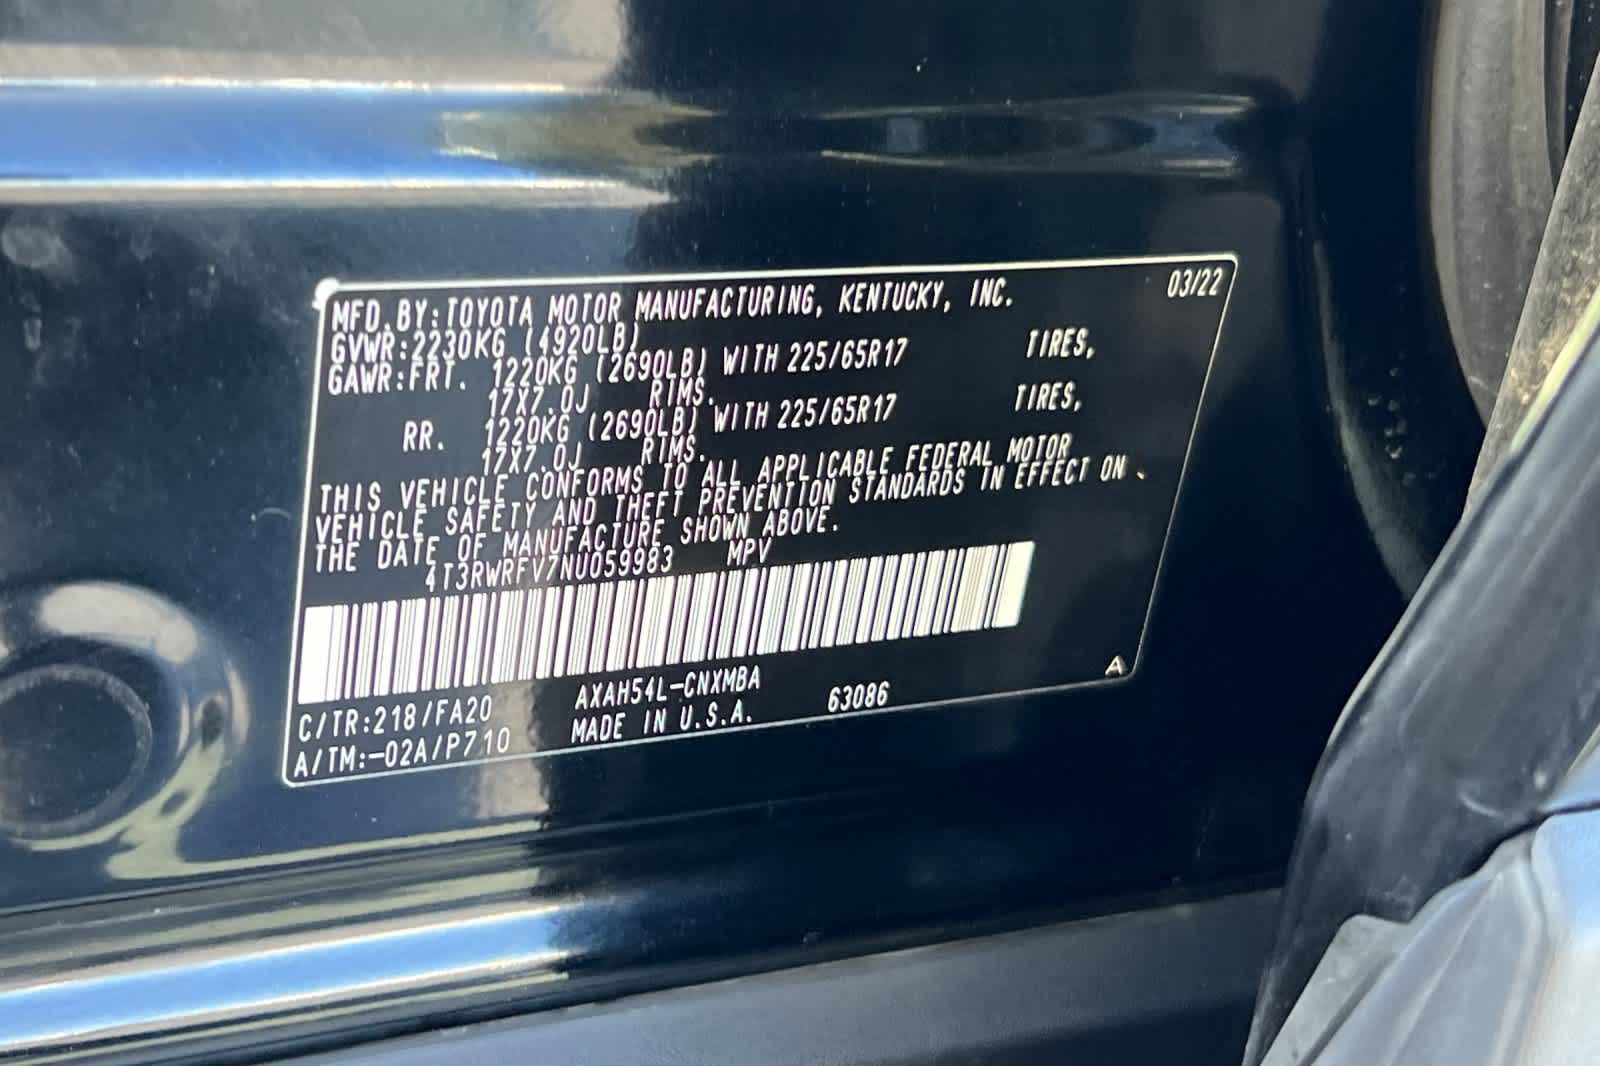 MFD.BY:TOYOTA MOTOR MANUFACTURING, KENTUCKY, INC. 03/22
GVWR:2230KG (4920LB)
GAWR:FRT. 1220KG (2690LB) WITH 225/65R17 TIRES,
17X7.0J RIMS.
RR. 1220KG (2690LB) WITH 225/65R17 TIRES,
17X7.0J RIMS.
THIS VEHICLE CONFORMS TO ALL APPLICABLE FEDERAL MOTOR
VEHICLE SAFETY AND THEFT PREVENTION STANDARDS IN EFFECT ON
THE DATE OF MANUFACTURE SHOWN ABOVE.
4T3RWRFV7NU059983 MPV
C/TR:218/FA20 AXAH54L-CNXMBA A
A/TM:-02A/P710 MADE IN U.S.A. 63086